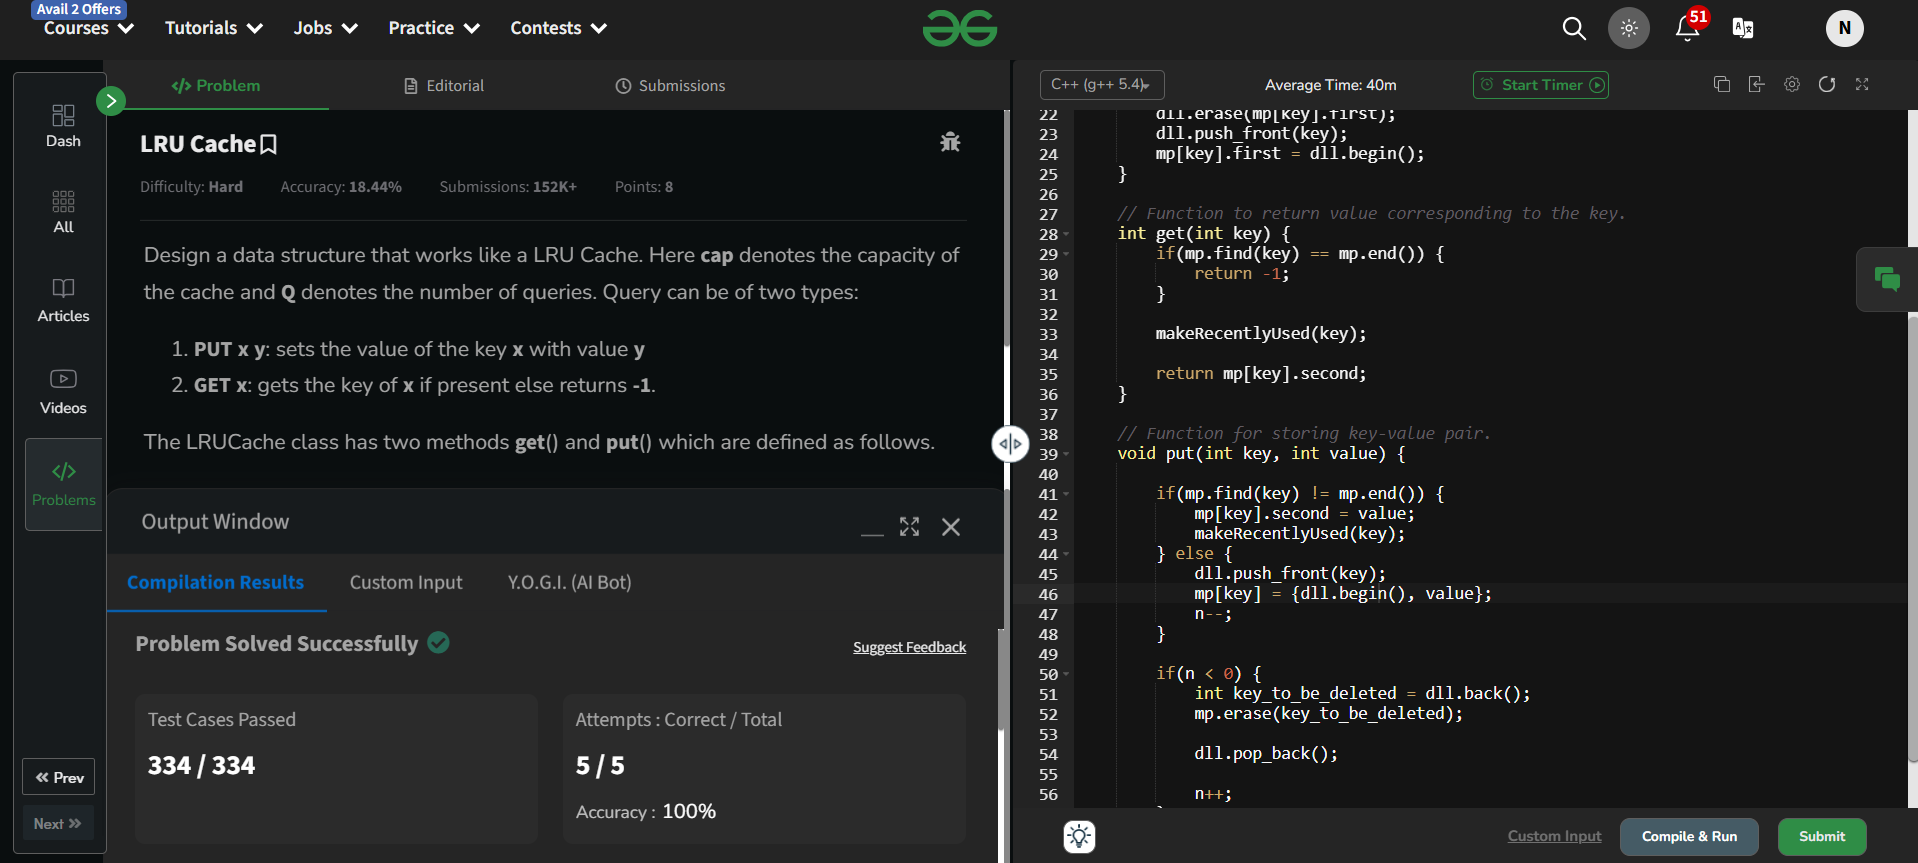 Avail 2 Offers
Courses
Tutorials
Jobs
Practice
Contests
51
N
Dash
All
Articles
Videos
Problems
Prev
Next
Problem
Editorial
Submissions
LRU Cache
Difficulty: Hard
Accuracy: 18.44%
Submissions: 152K+
Points: 8
Design a data structure that works like a LRU Cache. Here cap denotes the capacity of
the cache and Q denotes the number of queries. Query can be of two types:
1. PUT x y: sets the value of the key x with value y
2. GET x: gets the key of x if present else returns -1.
The LRUCache class has two methods get() and put() which are defined as follows.
Output Window
Compilation Results
Custom Input
Y.O.G.I. (AI Bot)
Problem Solved Successfully
Suggest Feedback
Test Cases Passed
334 / 334
Attempts : Correct / Total
5 / 5
Accuracy : 100%
C++ (g++ 5.4)
Average Time: 40m
Start Timer
22 dll.erase(mp[key].first);
23 dll.push_front(key);
24 mp[key].first = dll.begin();
25 }
26
27 // Function to return value corresponding to the key.
28 int get(int key) {
29 if(mp.find(key) == mp.end()) {
30 return -1;
31 }
32
33 makeRecentlyUsed(key);
34
35 return mp[key].second;
36 }
37
38 // Function for storing key-value pair.
39 void put(int key, int value) {
40
41 if(mp.find(key) != mp.end()) {
42 mp[key].second = value;
43 makeRecentlyUsed(key);
44 } else {
45 dll.push_front(key);
46 mp[key] = {dll.begin(), value};
47 n--;
48 }
49
50 if(n < 0) {
51 int key_to_be_deleted = dll.back();
52 mp.erase(key_to_be_deleted);
53
54 dll.pop_back();
55
56 n++;
Custom Input
Compile & Run
Submit